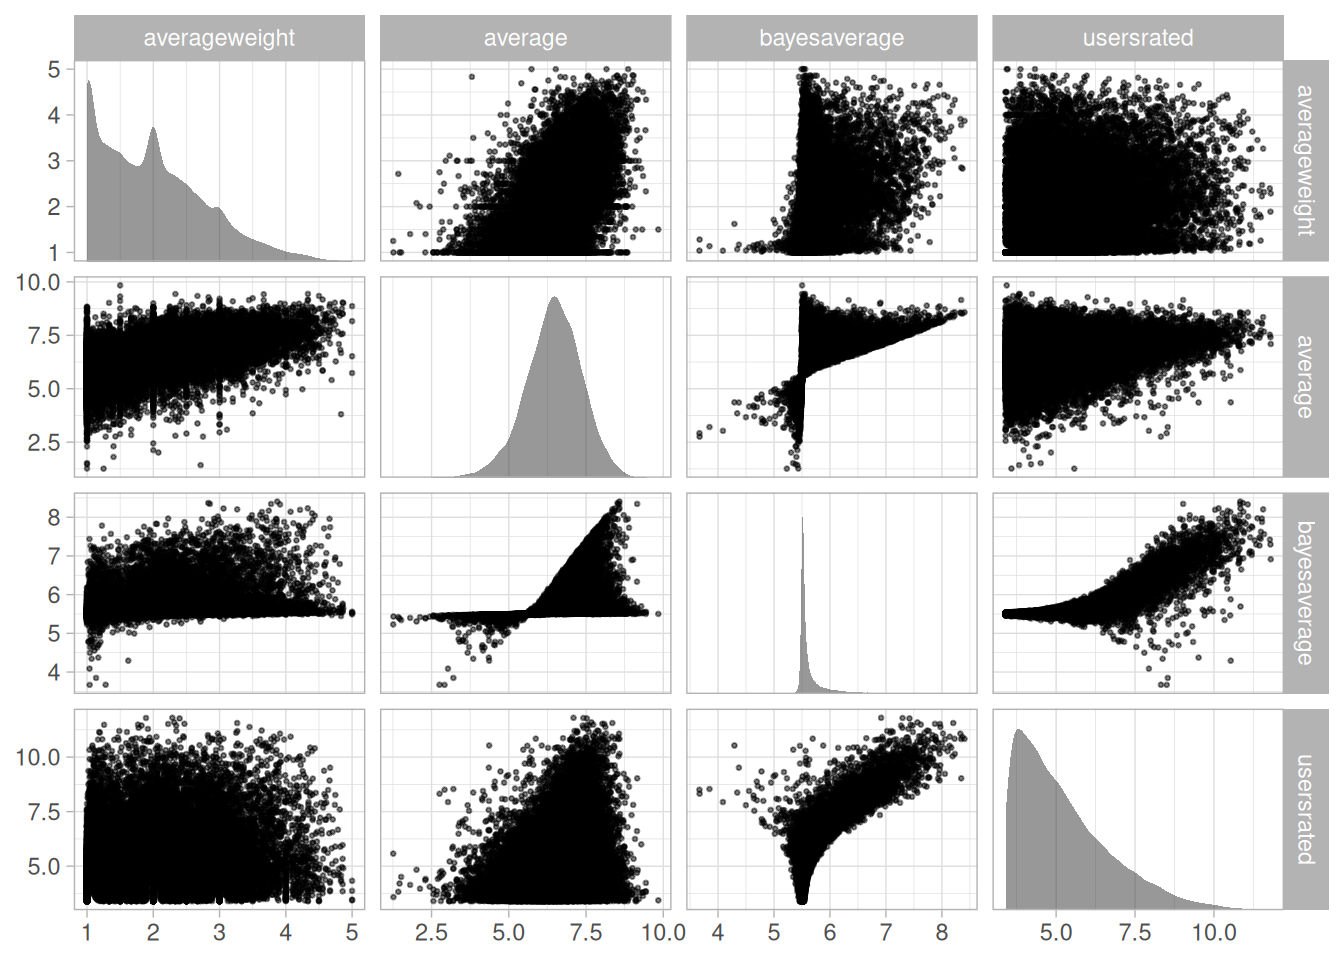 averageweight average bayesaverage usersrated
5
4
3
2
1
averageweight
10.0
7.5
5.0
2.5
average
8
7
6
5
4
bayesaverage
10.0
7.5
5.0
usersrated
1 2 3 4 5 2.5 5.0 7.5 10.0 4 5 6 7 8 5.0 7.5 10.0